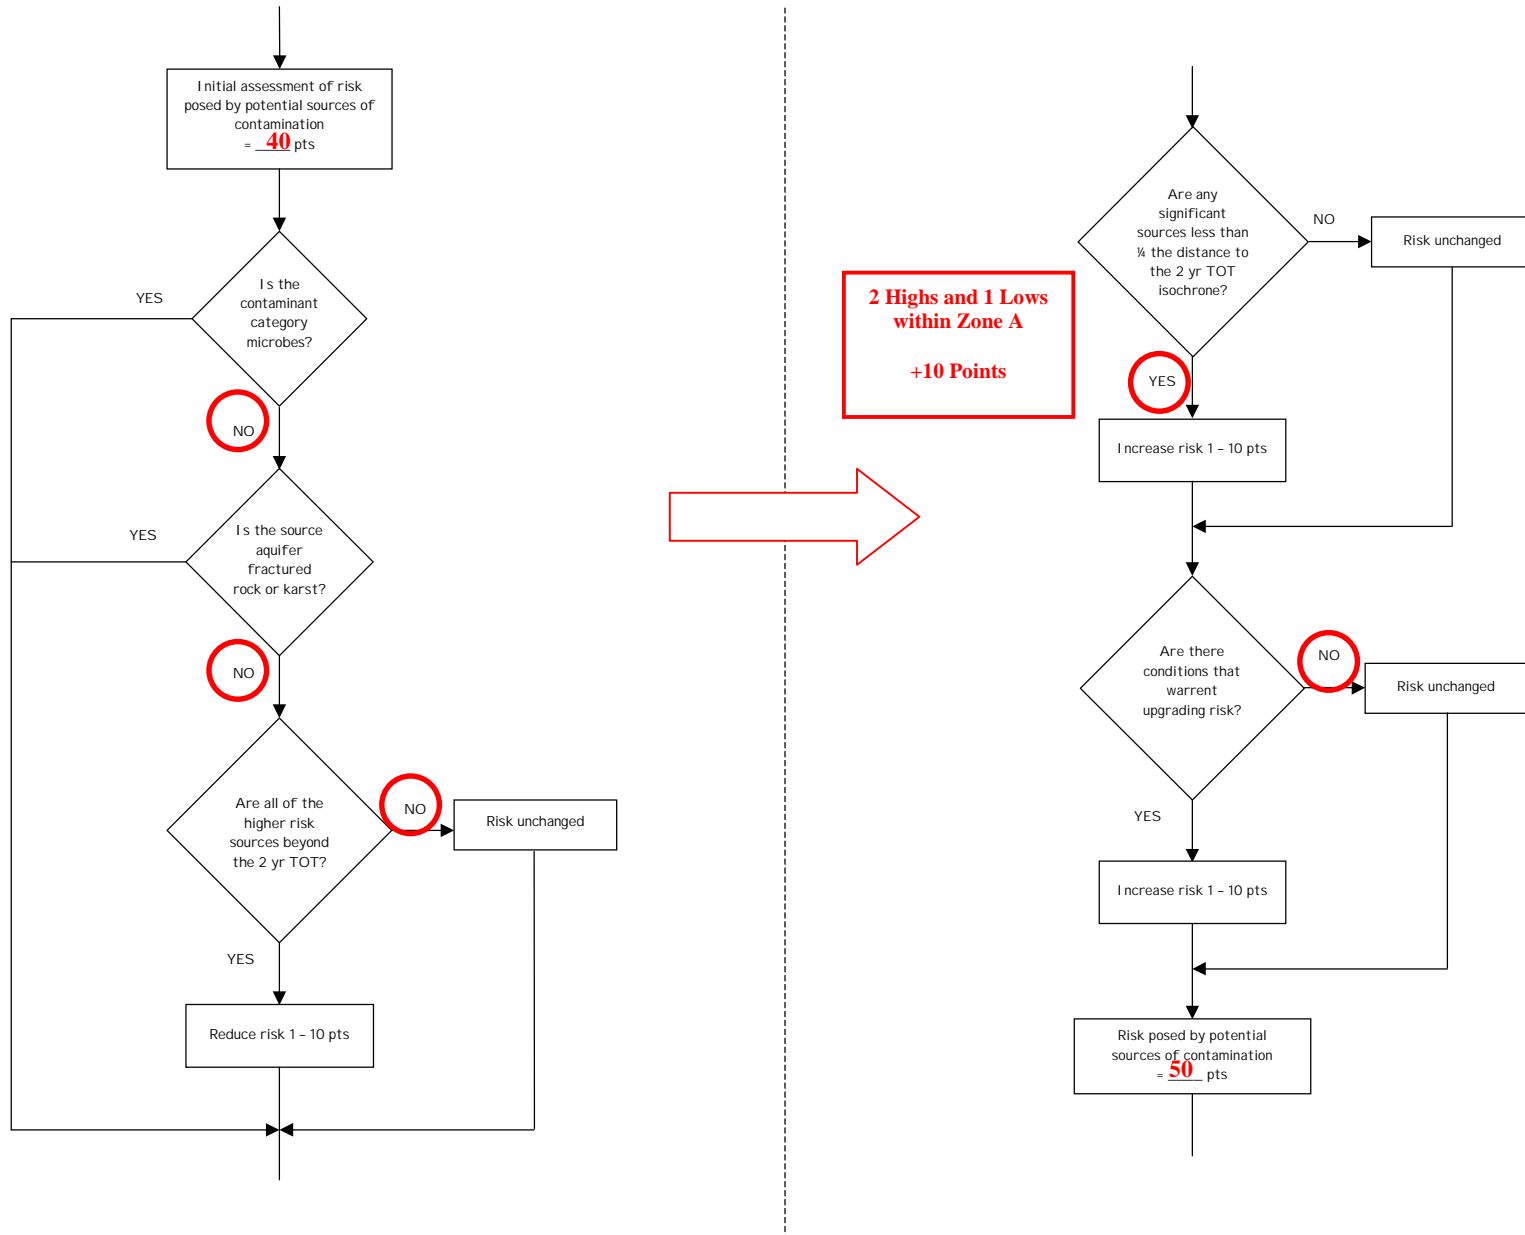 Initial assessment of risk
posed by potential sources of
contamination
= 40 pts
Is the
contaminant
category
microbes?
YES
NO
Is the source
aquifer
fractured
rock or karst?
YES
NO
Are all of the
higher risk
sources beyond
the 2 yr TOT?
NO
Risk unchanged
YES
Reduce risk 1 – 10 pts
Are any
significant
sources less than
¼ the distance to
the 2 yr TOT
isochrone?
NO
Risk unchanged
2 Highs and 1 Lows
within Zone A
+10 Points
YES
Increase risk 1 – 10 pts
Are there
conditions that
warrent
upgrading risk?
NO
Risk unchanged
YES
Increase risk 1 – 10 pts
Risk posed by potential
sources of contamination
= 50 pts